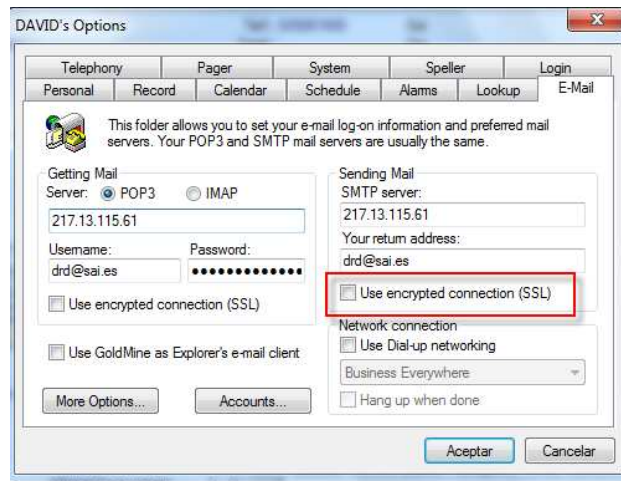 DAVID's Options
Telephony Pager System Speller Login
Personal Record Calendar Schedule Alarms Lookup E-Mail
This folder allows you to set your e-mail log-on information and preferred mail
servers. Your POP3 and SMTP mail servers are usually the same.
Getting Mail
Server: POP3 IMAP
217.13.115.61
Username: Password:
drd@sai.es ●●●●●●●●●●●●●
Use encrypted connection (SSL)
Use GoldMine as Explorer's e-mail client
More Options... Accounts...
Sending Mail
SMTP server:
217.13.115.61
Your return address:
drd@sai.es
Use encrypted connection (SSL)
Network connection
Use Dial-up networking
Business Everywhere
Hang up when done
Aceptar Cancelar